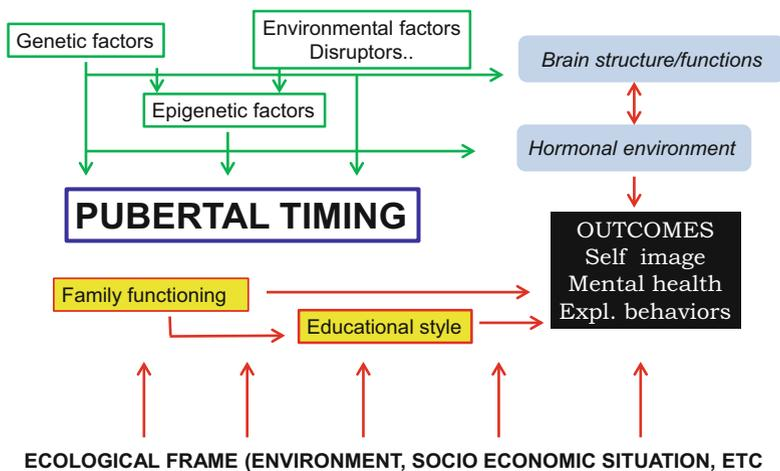 Genetic factors
Environmental factors
Disruptors..
Brain structure/functions
Epigenetic factors
Hormonal environment
PUBERTAL TIMING
OUTCOMES
Self image
Mental health
Expl. behaviors
Family functioning
Educational style
ECOLOGICAL FRAME (ENVIRONMENT, SOCIO ECONOMIC SITUATION, ETC